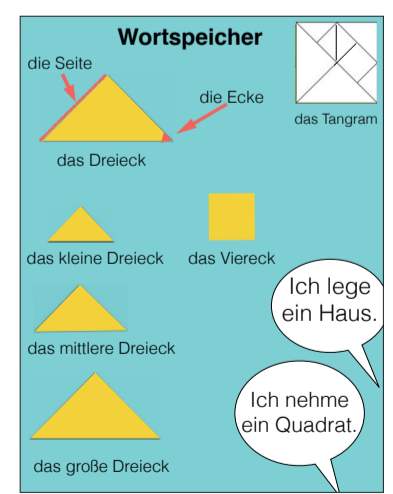 Wortspeicher
die Seite
die Ecke
das Tangram
das Dreieck
das kleine Dreieck
das Viereck
Ich lege
ein Haus.
das mittlere Dreieck
Ich nehme
ein Quadrat.
das große Dreieck